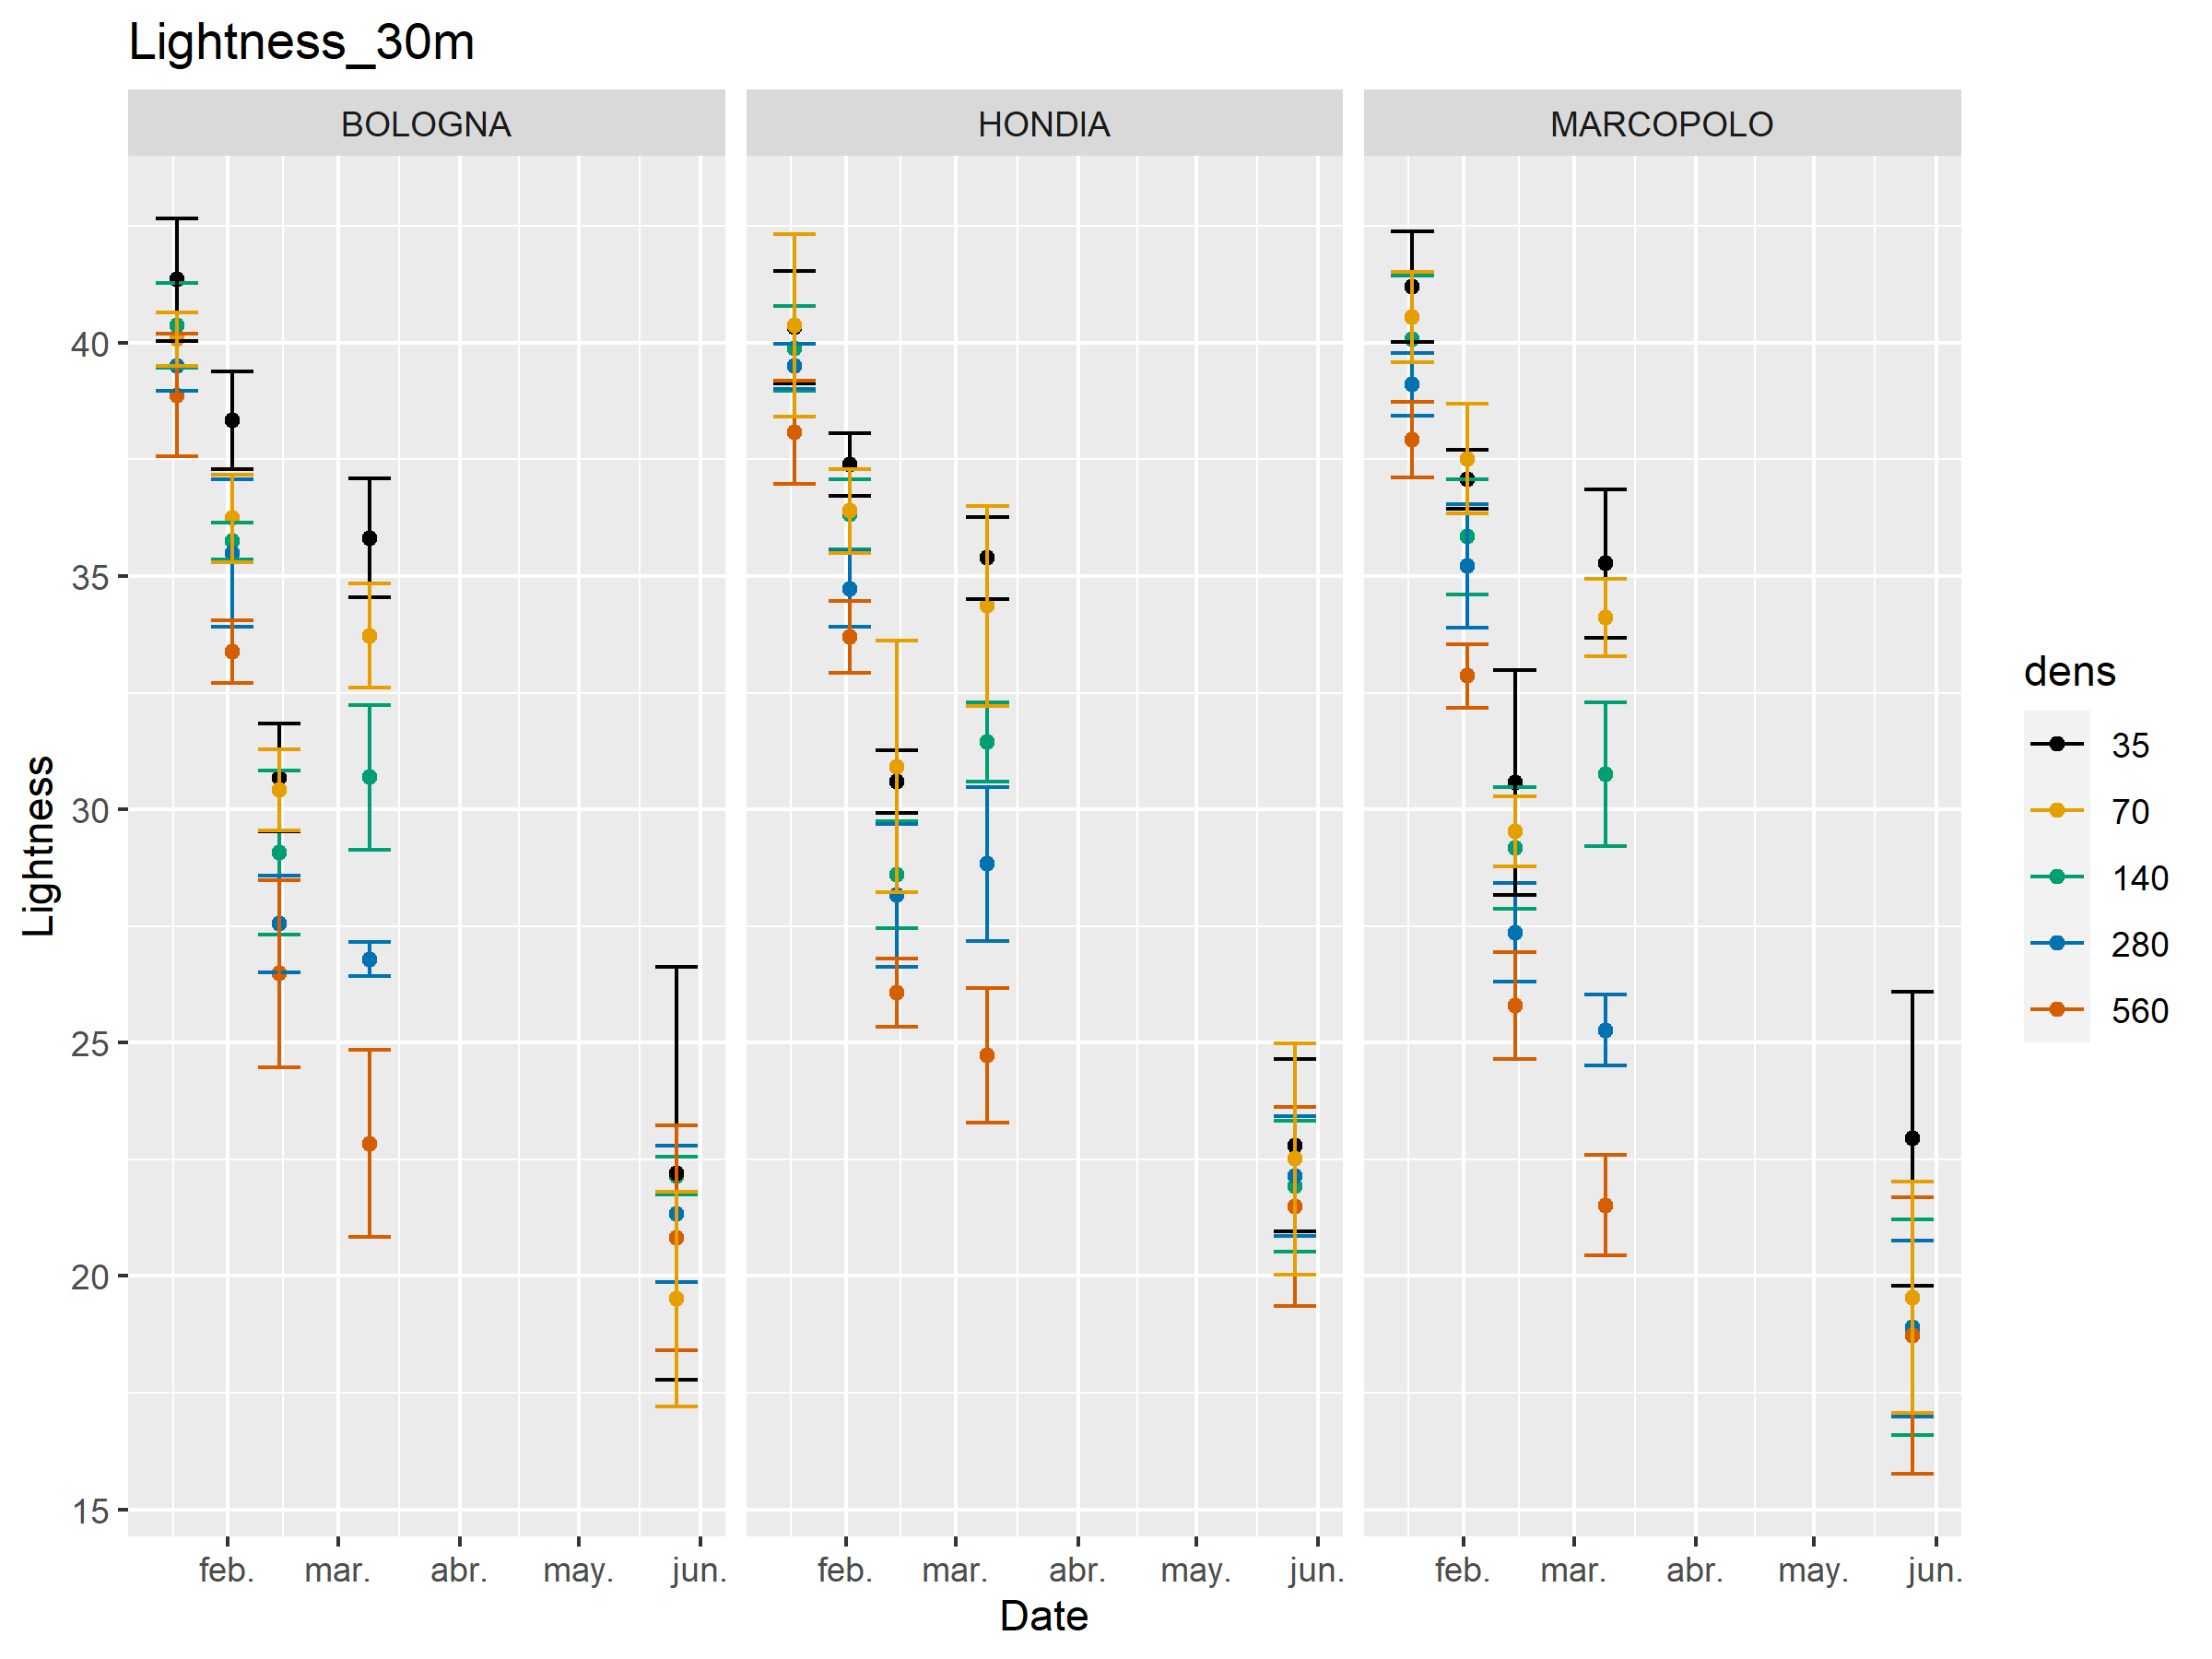 Lightness_30m
BOLOGNA HONDIA MARCOPOLO
Lightness
40
35
30
25
20
15
feb. mar. abr. may. jun. feb. mar. abr. may. jun. feb. mar. abr. may. jun.
Date
dens
35
70
140
280
560